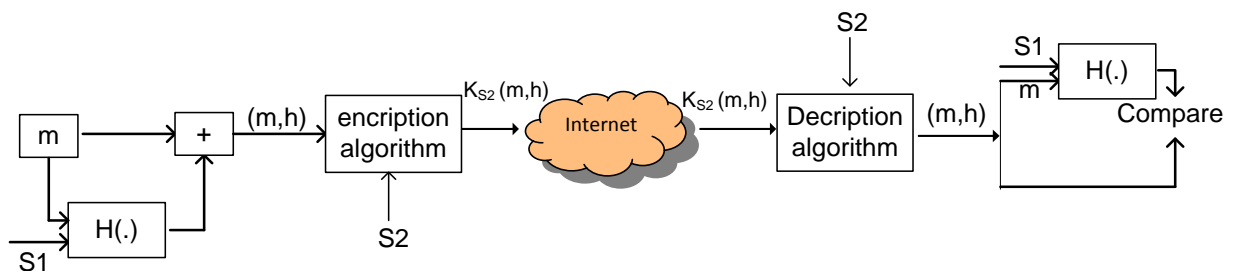 m
H(.)
S1
+
(m,h)
encription
algorithm
S2
K_S2 (m,h)
Internet
K_S2 (m,h)
S2
Decription
algorithm
(m,h)
S1
m
H(.)
Compare